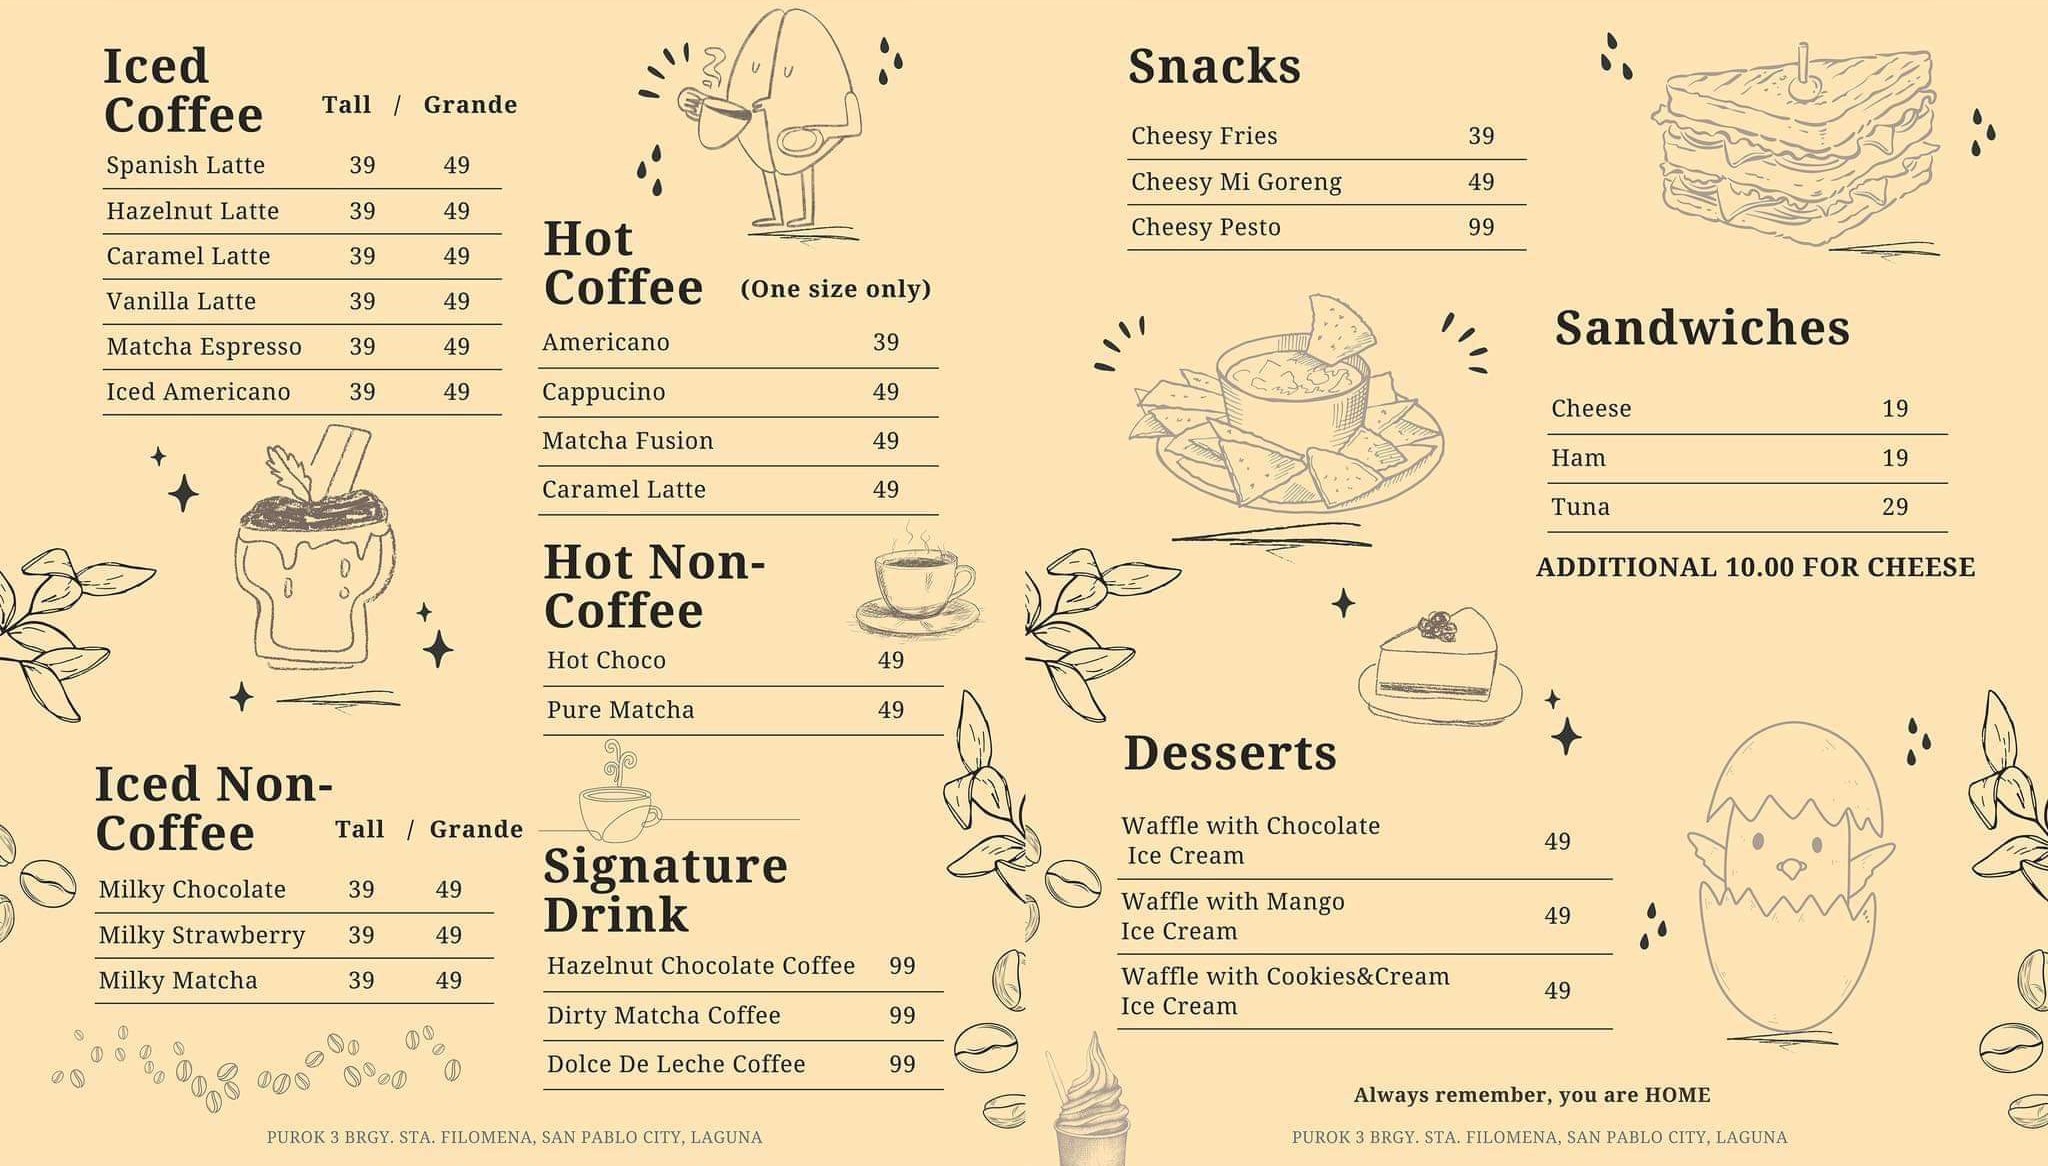 Iced
Coffee
Tall / Grande
Spanish Latte 39 49
Hazelnut Latte 39 49
Caramel Latte 39 49
Vanilla Latte 39 49
Matcha Espresso 39 49
Iced Americano 39 49
Iced Non-
Coffee
Tall / Grande
Milky Chocolate 39 49
Milky Strawberry 39 49
Milky Matcha 39 49
Hot
Coffee
(One size only)
Americano 39
Cappucino 49
Matcha Fusion 49
Caramel Latte 49
Hot Non-
Coffee
Hot Choco 49
Pure Matcha 49
Signature
Drink
Hazelnut Chocolate Coffee 99
Dirty Matcha Coffee 99
Dolce De Leche Coffee 99
PUROK 3 BRGY. STA. FILOMENA, SAN PABLO CITY, LAGUNA
Snacks
Cheesy Fries 39
Cheesy Mi Goreng 49
Cheesy Pesto 99
Sandwiches
Cheese 19
Ham 19
Tuna 29
ADDITIONAL 10.00 FOR CHEESE
Desserts
Waffle with Chocolate
Ice Cream 49
Waffle with Mango
Ice Cream 49
Waffle with Cookies&Cream
Ice Cream 49
Always remember, you are HOME
PUROK 3 BRGY. STA. FILOMENA, SAN PABLO CITY, LAGUNA